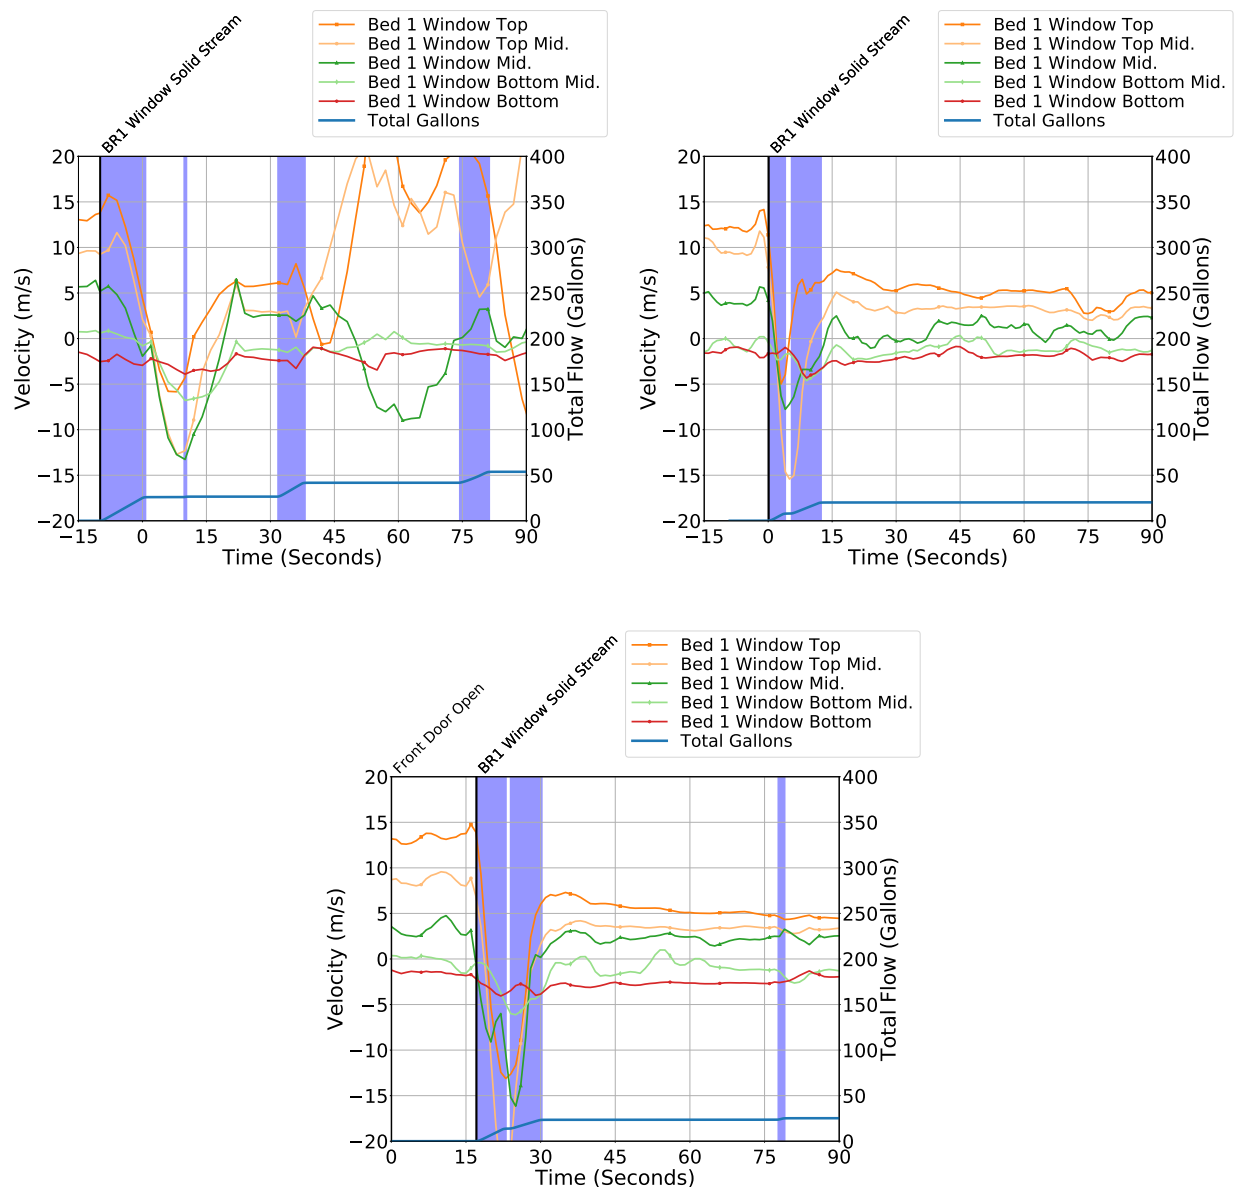 BR1 Window Solid Stream
Bed 1 Window Top
Bed 1 Window Top Mid.
Bed 1 Window Mid.
Bed 1 Window Bottom Mid.
Bed 1 Window Bottom
Total Gallons
20
15
10
5
0
−5
−10
−15
−20
Velocity (m/s)
400
350
300
250
200
150
100
50
0
Total Flow (Gallons)
−15 0 15 30 45 60 75 90
Time (Seconds)
BR1 Window Solid Stream
Bed 1 Window Top
Bed 1 Window Top Mid.
Bed 1 Window Mid.
Bed 1 Window Bottom Mid.
Bed 1 Window Bottom
Total Gallons
20
15
10
5
0
−5
−10
−15
−20
Velocity (m/s)
400
350
300
250
200
150
100
50
0
Total Flow (Gallons)
−15 0 15 30 45 60 75 90
Time (Seconds)
Front Door Open
BR1 Window Solid Stream
Bed 1 Window Top
Bed 1 Window Top Mid.
Bed 1 Window Mid.
Bed 1 Window Bottom Mid.
Bed 1 Window Bottom
Total Gallons
20
15
10
5
0
−5
−10
−15
−20
Velocity (m/s)
400
350
300
250
200
150
100
50
0
Total Flow (Gallons)
0 15 30 45 60 75 90
Time (Seconds)